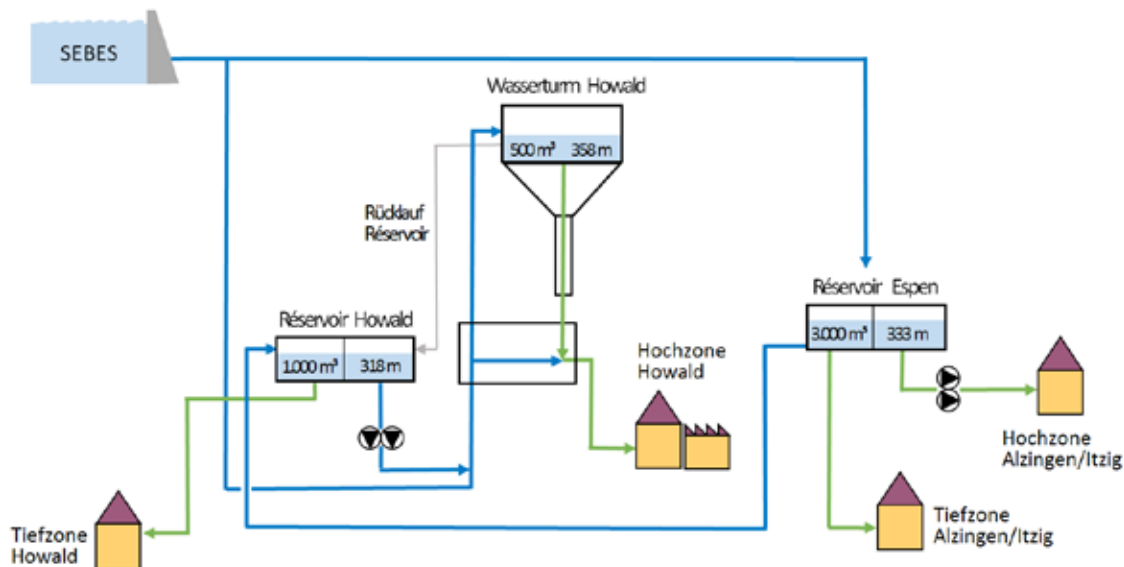 SEBES
Wasserturm Howald
500 m³ 358 m
Rücklauf
Réservoir
Réservoir Espen
3.000 m³ 333 m
Réservoir Howald
1.000 m³ 318 m
Hochzone
Howald
Hochzone
Alzingen/Itzig
Tiefzone
Alzingen/Itzig
Tiefzone
Howald